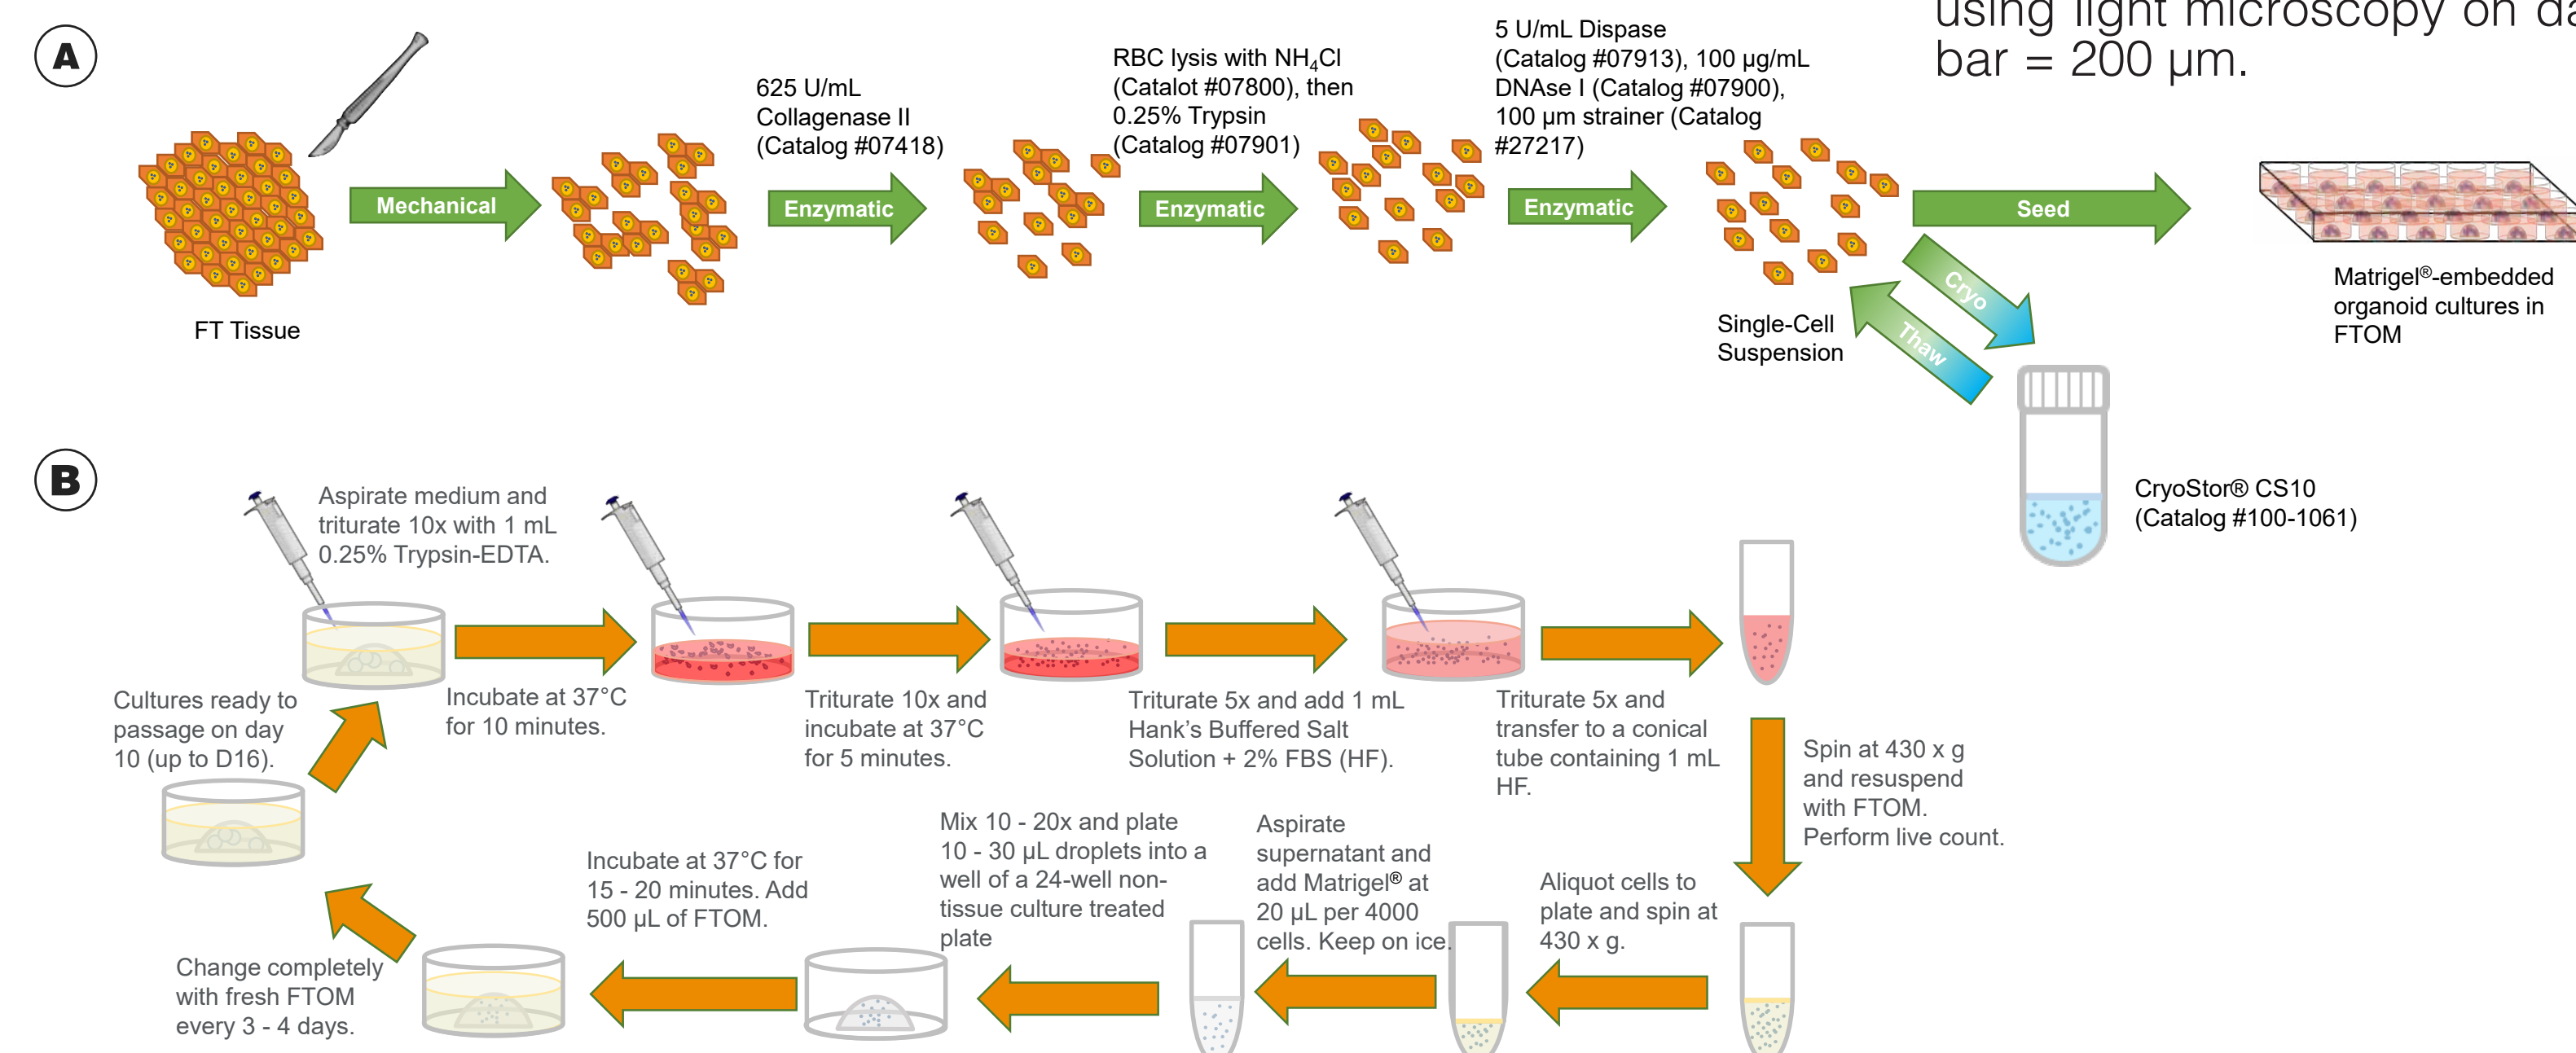 using light microscopy on da
bar = 200 µm.
A
5 U/mL Dispase
(Catalog #07913), 100 µg/mL
DNAse I (Catalog #07900),
100 µm strainer (Catalog
#27217)
RBC lysis with NH₄Cl
(Catalot #07800), then
0.25% Trypsin
(Catalog #07901)
625 U/mL
Collagenase II
(Catalog #07418)
Mechanical
Enzymatic
Enzymatic
Enzymatic
Seed
FT Tissue
Single-Cell
Suspension
Cryo
Thaw
Matrigel®-embedded
organoid cultures in
FTOM
CryoStor® CS10
(Catalog #100-1061)
B
Aspirate medium and
triturate 10x with 1 mL
0.25% Trypsin-EDTA.
Incubate at 37°C
for 10 minutes.
Triturate 10x and
incubate at 37°C
for 5 minutes.
Triturate 5x and add 1 mL
Hank's Buffered Salt
Solution + 2% FBS (HF).
Triturate 5x and
transfer to a conical
tube containing 1 mL
HF.
Spin at 430 x g
and resuspend
with FTOM.
Perform live count.
Aliquot cells to
plate and spin at
430 x g.
Aspirate
supernatant and
add Matrigel® at
20 µL per 4000
cells. Keep on ice.
Mix 10 - 20x and plate
10 - 30 µL droplets into a
well of a 24-well non-
tissue culture treated
plate
Incubate at 37°C for
15 - 20 minutes. Add
500 µL of FTOM.
Change completely
with fresh FTOM
every 3 - 4 days.
Cultures ready to
passage on day
10 (up to D16).